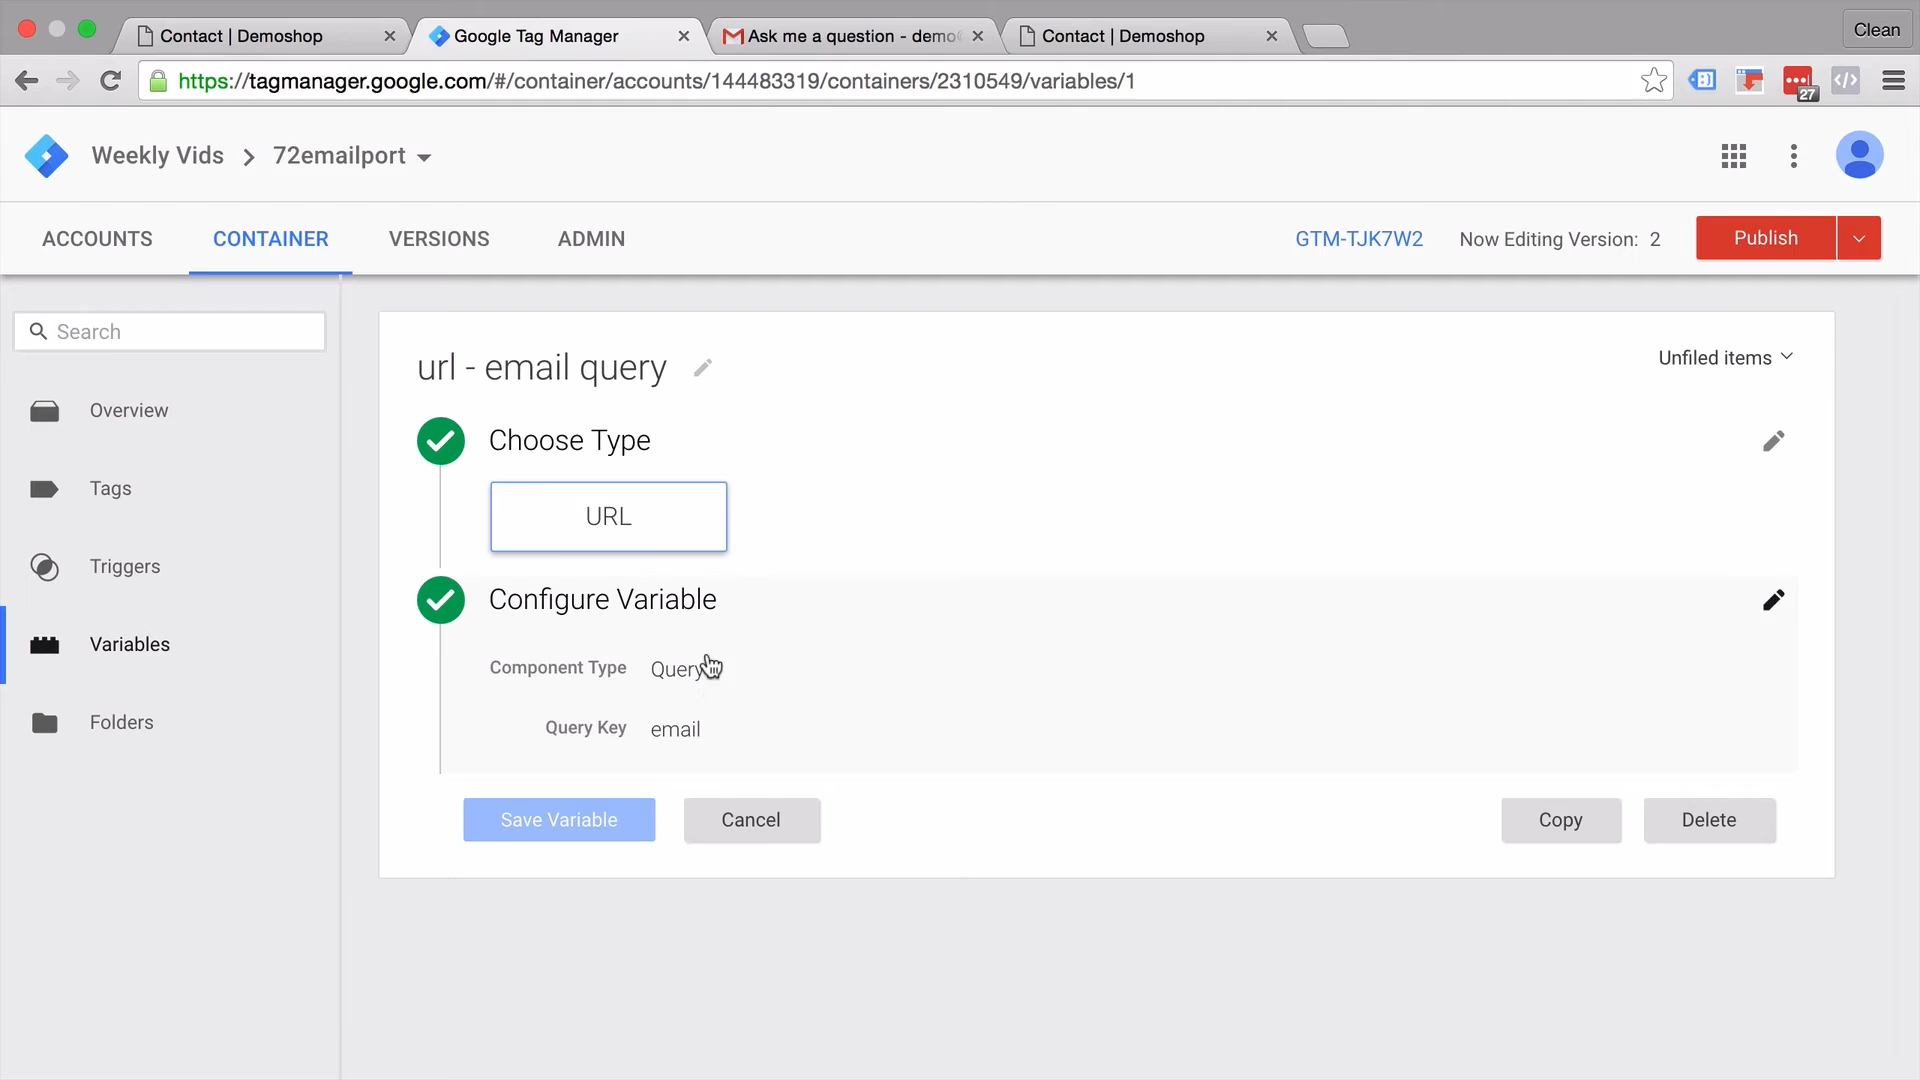 Contact | Demoshop
Google Tag Manager
Ask me a question - demo
Contact | Demoshop
Clean
https://tagmanager.google.com/#/container/accounts/144483319/containers/2310549/variables/1
27
Weekly Vids
72emailport
ACCOUNTS
CONTAINER
VERSIONS
ADMIN
GTM-TJK7W2
Now Editing Version: 2
Publish
Search
Overview
Tags
Triggers
Variables
Folders
url - email query
Unfiled items
Choose Type
URL
Configure Variable
Component Type Query
Query Key email
Save Variable
Cancel
Copy
Delete